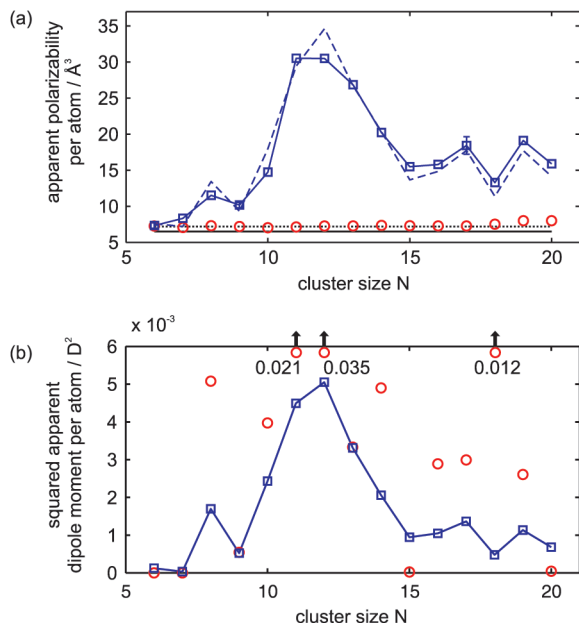 (a)
apparent polarizability
per atom / Å³
40
35
30
25
20
15
10
5
5 10 15 20
cluster size N
(b)
x 10⁻³
squared apparent
dipole moment per atom / D²
6
5
4
3
2
1
0
0.021 0.035 0.012
5 10 15 20
cluster size N